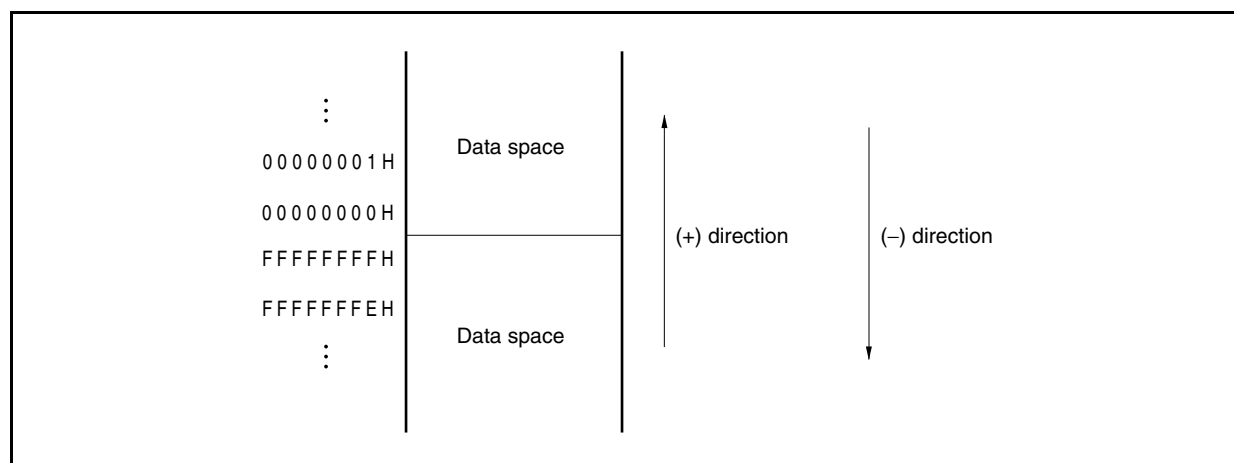 ⋮
00000001H
00000000H
FFFFFFFFH
FFFFFFFEH
⋮
Data space
Data space
(+) direction
(–) direction